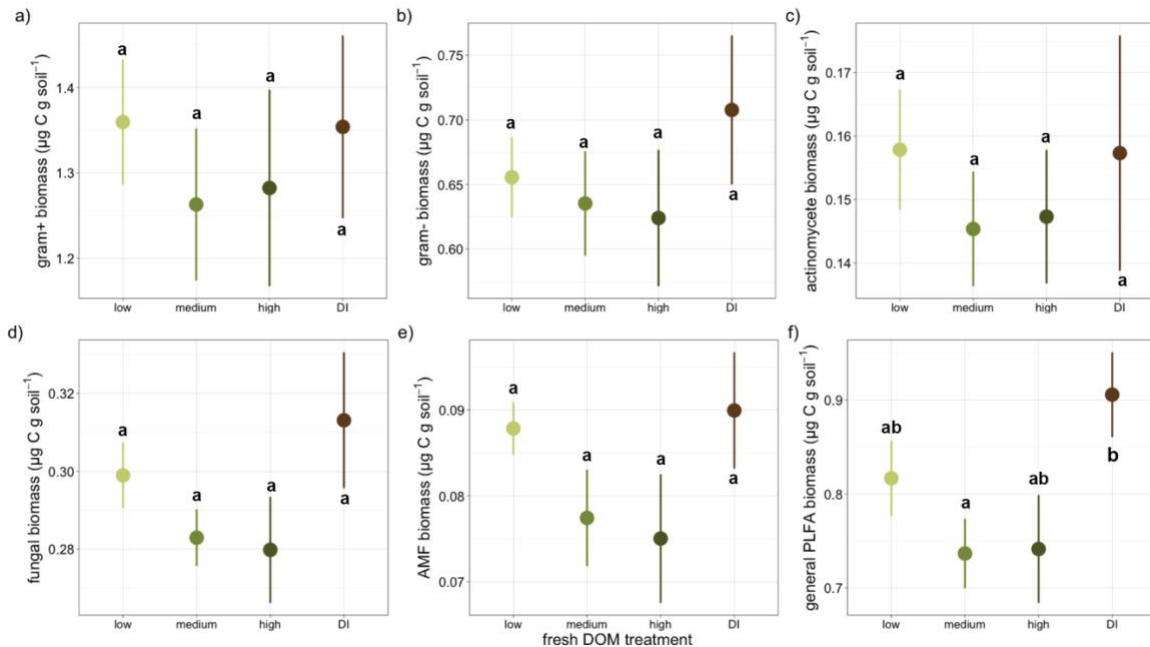 a)
gram+ biomass (µg C g soil⁻¹)
1.4
1.3
1.2
a
a
a
a
low
medium
high
DI
b)
gram- biomass (µg C g soil⁻¹)
0.75
0.70
0.65
0.60
a
a
a
a
low
medium
high
DI
c)
actinomycete biomass (µg C g soil⁻¹)
0.17
0.16
0.15
0.14
a
a
a
a
low
medium
high
DI
d)
fungal biomass (µg C g soil⁻¹)
0.32
0.30
0.28
a
a
a
a
low
medium
high
DI
e)
AMF biomass (µg C g soil⁻¹)
0.09
0.08
0.07
a
a
a
a
low
medium
high
DI
fresh DOM treatment
f)
general PLFA biomass (µg C g soil⁻¹)
0.9
0.8
0.7
ab
a
ab
b
low
medium
high
DI